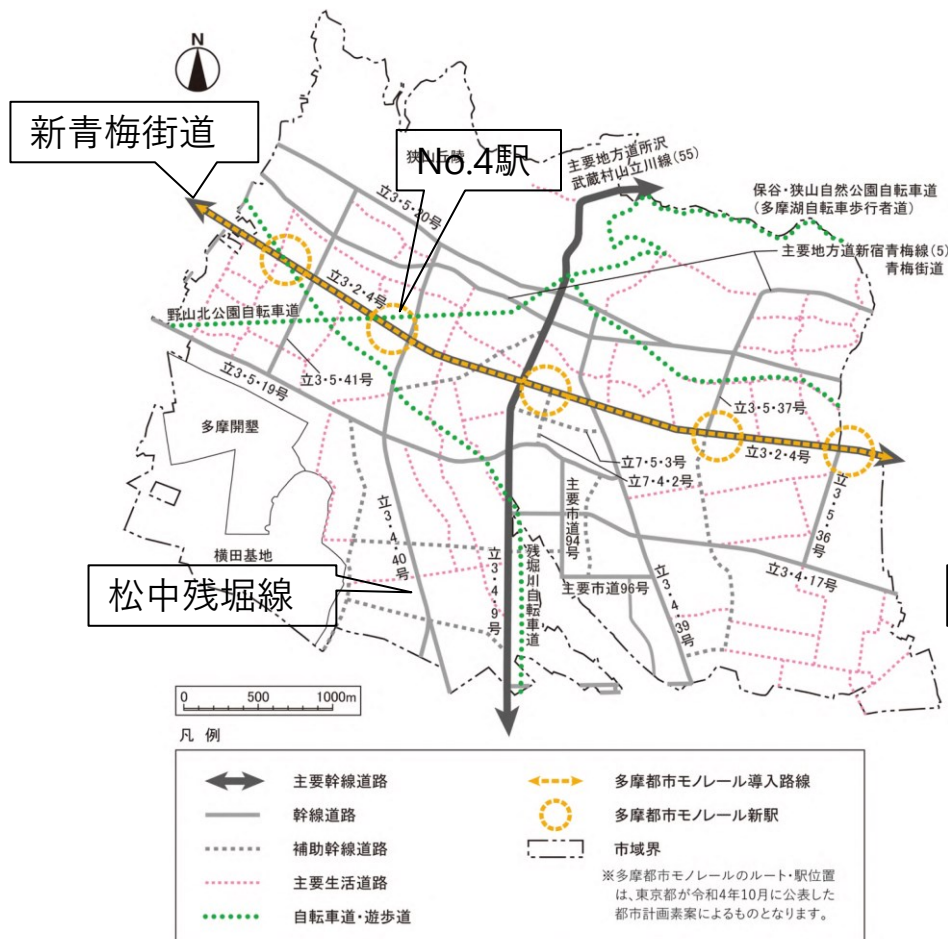 N
新青梅街道
No.4駅
狭山丘陵
主要地方道所沢
武蔵村山立川線(55)
保谷・狭山自然公園自転車道
(多摩湖自転車歩行者道)
立3・5・20号
主要地方道新宿青梅線(5)
青梅街道
立3・2・4号
野山北公園自転車道
立3・5・41号
立3・5・19号
立3・5・37号
多摩開墾
立3・2・4号
立7・5・3号
立7・4・2号
主要市道94号
立3・5・36号
立3・4・40号
横田基地
松中残堀線
立3・4・9号
残堀川自転車道
主要市道96号
立3・4・39号
立3・4・17号
0 500 1000m
凡 例
主要幹線道路
幹線道路
補助幹線道路
主要生活道路
自転車道・遊歩道
多摩都市モノレール導入路線
多摩都市モノレール新駅
市域界
※多摩都市モノレールのルート・駅位置
は、東京都が令和4年10月に公表した
都市計画素案によるものとなります。